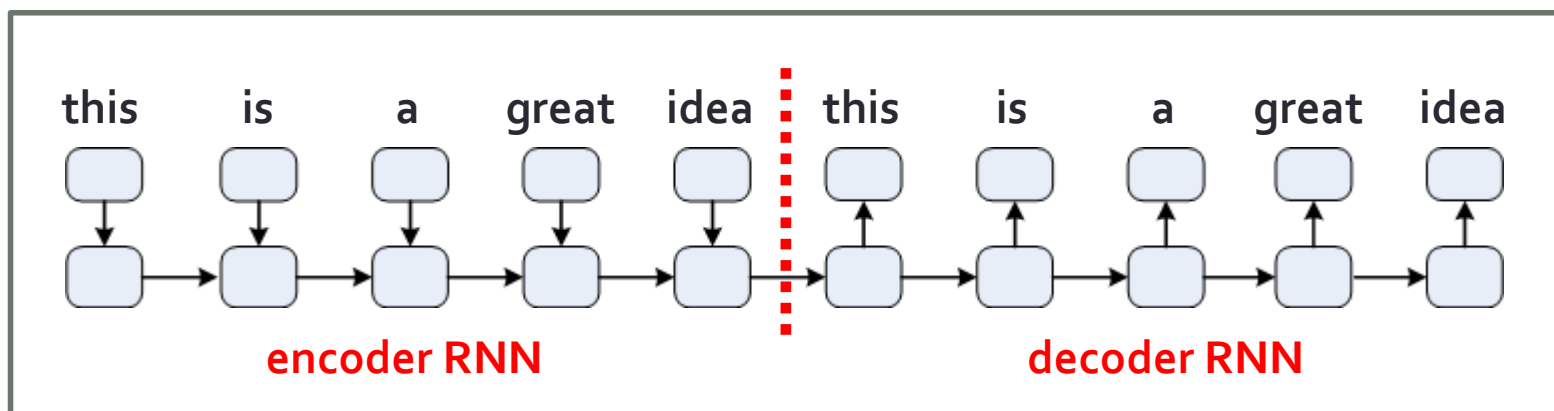 this is a great idea this is a great idea
encoder RNN decoder RNN